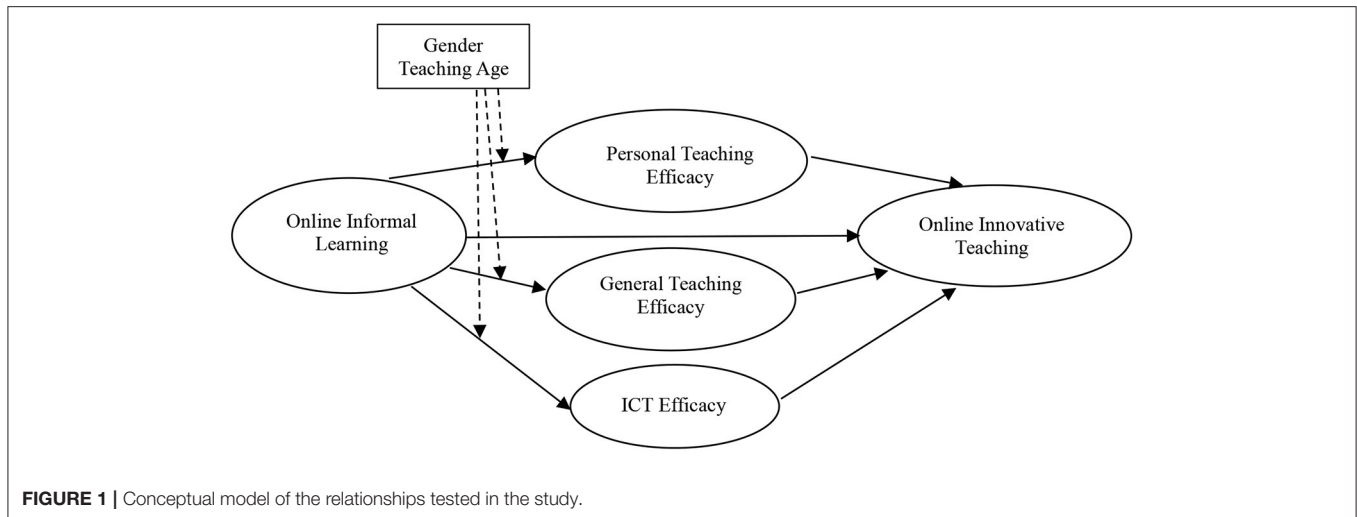 Gender
Teaching Age
Personal Teaching
Efficacy
Online Informal
Learning
Online Innovative
Teaching
General Teaching
Efficacy
ICT Efficacy
FIGURE 1 | Conceptual model of the relationships tested in the study.